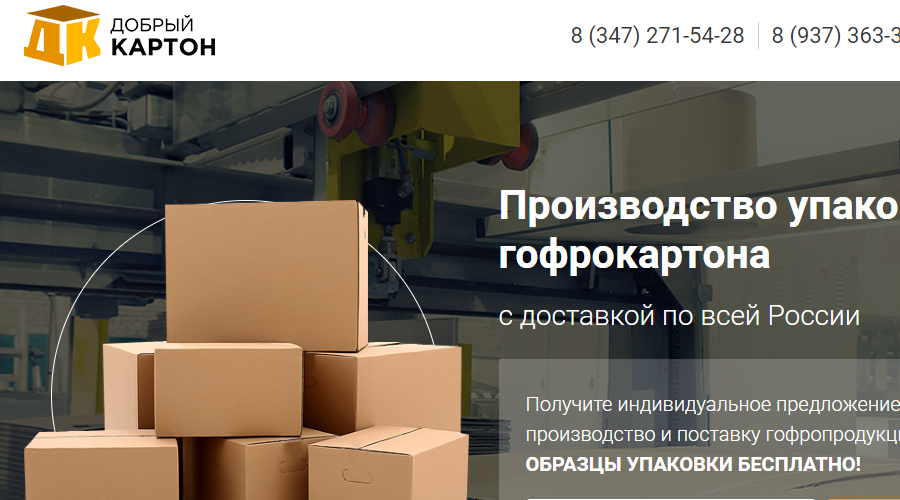 ДК
ДОБРЫЙ
КАРТОН
8 (347) 271-54-28
8 (937) 363-3
Производство упако
гофрокартона
с доставкой по всей России
Получите индивидуальное предложение
производство и поставку гофропродукц
ОБРАЗЦЫ УПАКОВКИ БЕСПЛАТНО!